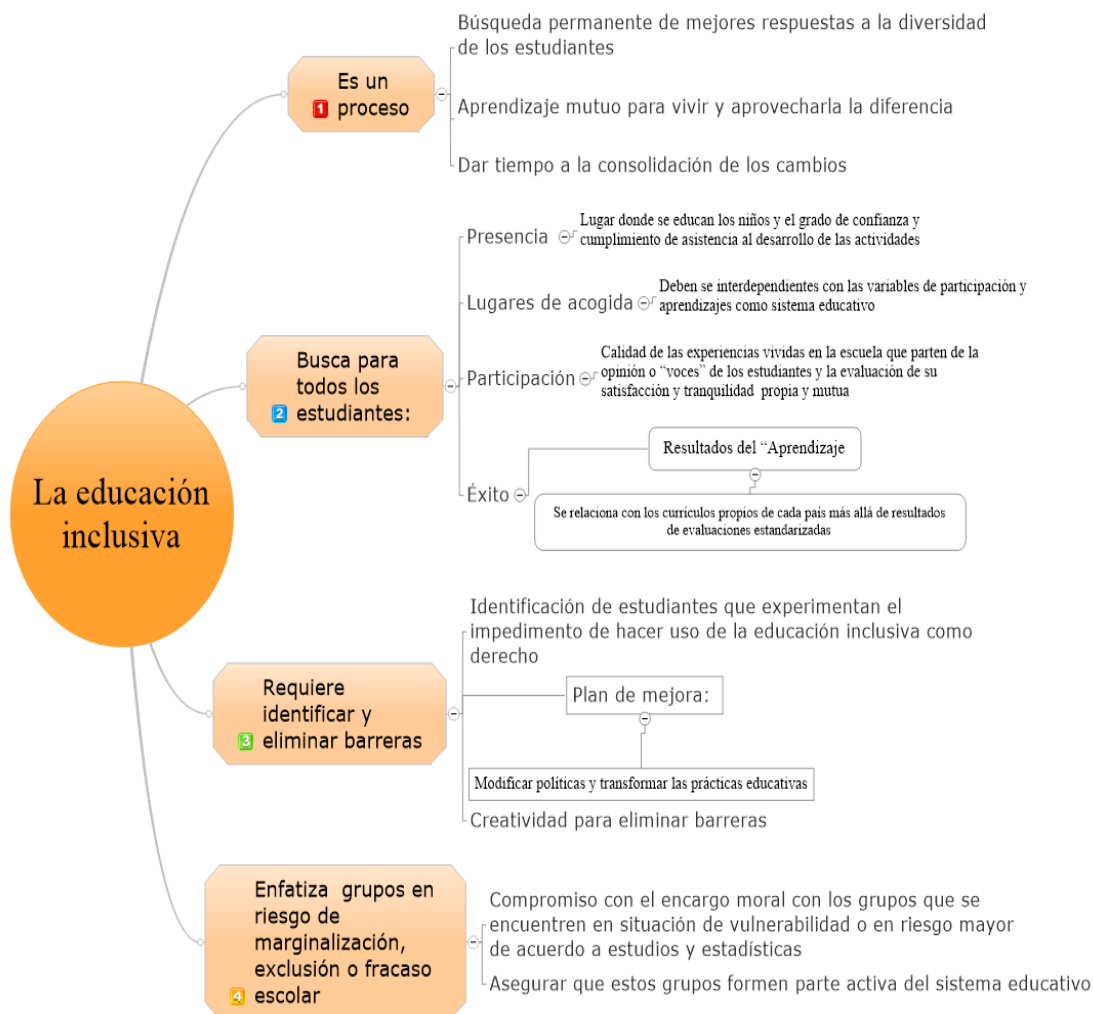 La educación
inclusiva
1
Es un
proceso
Búsqueda permanente de mejores respuestas a la diversidad
de los estudiantes
Aprendizaje mutuo para vivir y aprovecharla la diferencia
Dar tiempo a la consolidación de los cambios
2
Busca para
todos los
estudiantes:
Presencia
Lugar donde se educan los niños y el grado de confianza y
cumplimiento de asistencia al desarrollo de las actividades
Lugares de acogida
Deben se interdependientes con las variables de participación y
aprendizajes como sistema educativo
Participación
Calidad de las experiencias vividas en la escuela que parten de la
opinión o “voces” de los estudiantes y la evaluación de su
satisfacción y tranquilidad propia y mutua
Éxito
Resultados del “Aprendizaje
Se relaciona con los currículos propios de cada país más allá de resultados
de evaluaciones estandarizadas
3
Requiere
identificar y
eliminar barreras
Identificación de estudiantes que experimentan el
impedimento de hacer uso de la educación inclusiva como
derecho
Plan de mejora:
Modificar políticas y transformar las prácticas educativas
Creatividad para eliminar barreras
4
Enfatiza grupos en
riesgo de
marginalización,
exclusión o fracaso
escolar
Compromiso con el encargo moral con los grupos que se
encuentren en situación de vulnerabilidad o en riesgo mayor
de acuerdo a estudios y estadísticas
Asegurar que estos grupos formen parte activa del sistema educativo